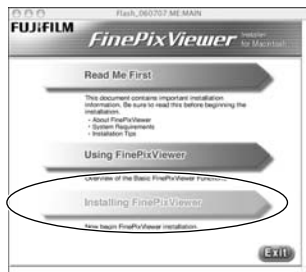 Flash_060707.ME:MAIN
FUJIFILM
FinePixViewer
Installer
for Macintosh
Read Me First
This document contains important installation
information. Be sure to read this before beginning the
installation.
- About FinePixViewer
- System Requirements
- Installation Tips
Using FinePixViewer
Overview of the Basic FinePixViewer Functions.
Installing FinePixViewer
Now begin FinePixViewer installation.
Exit